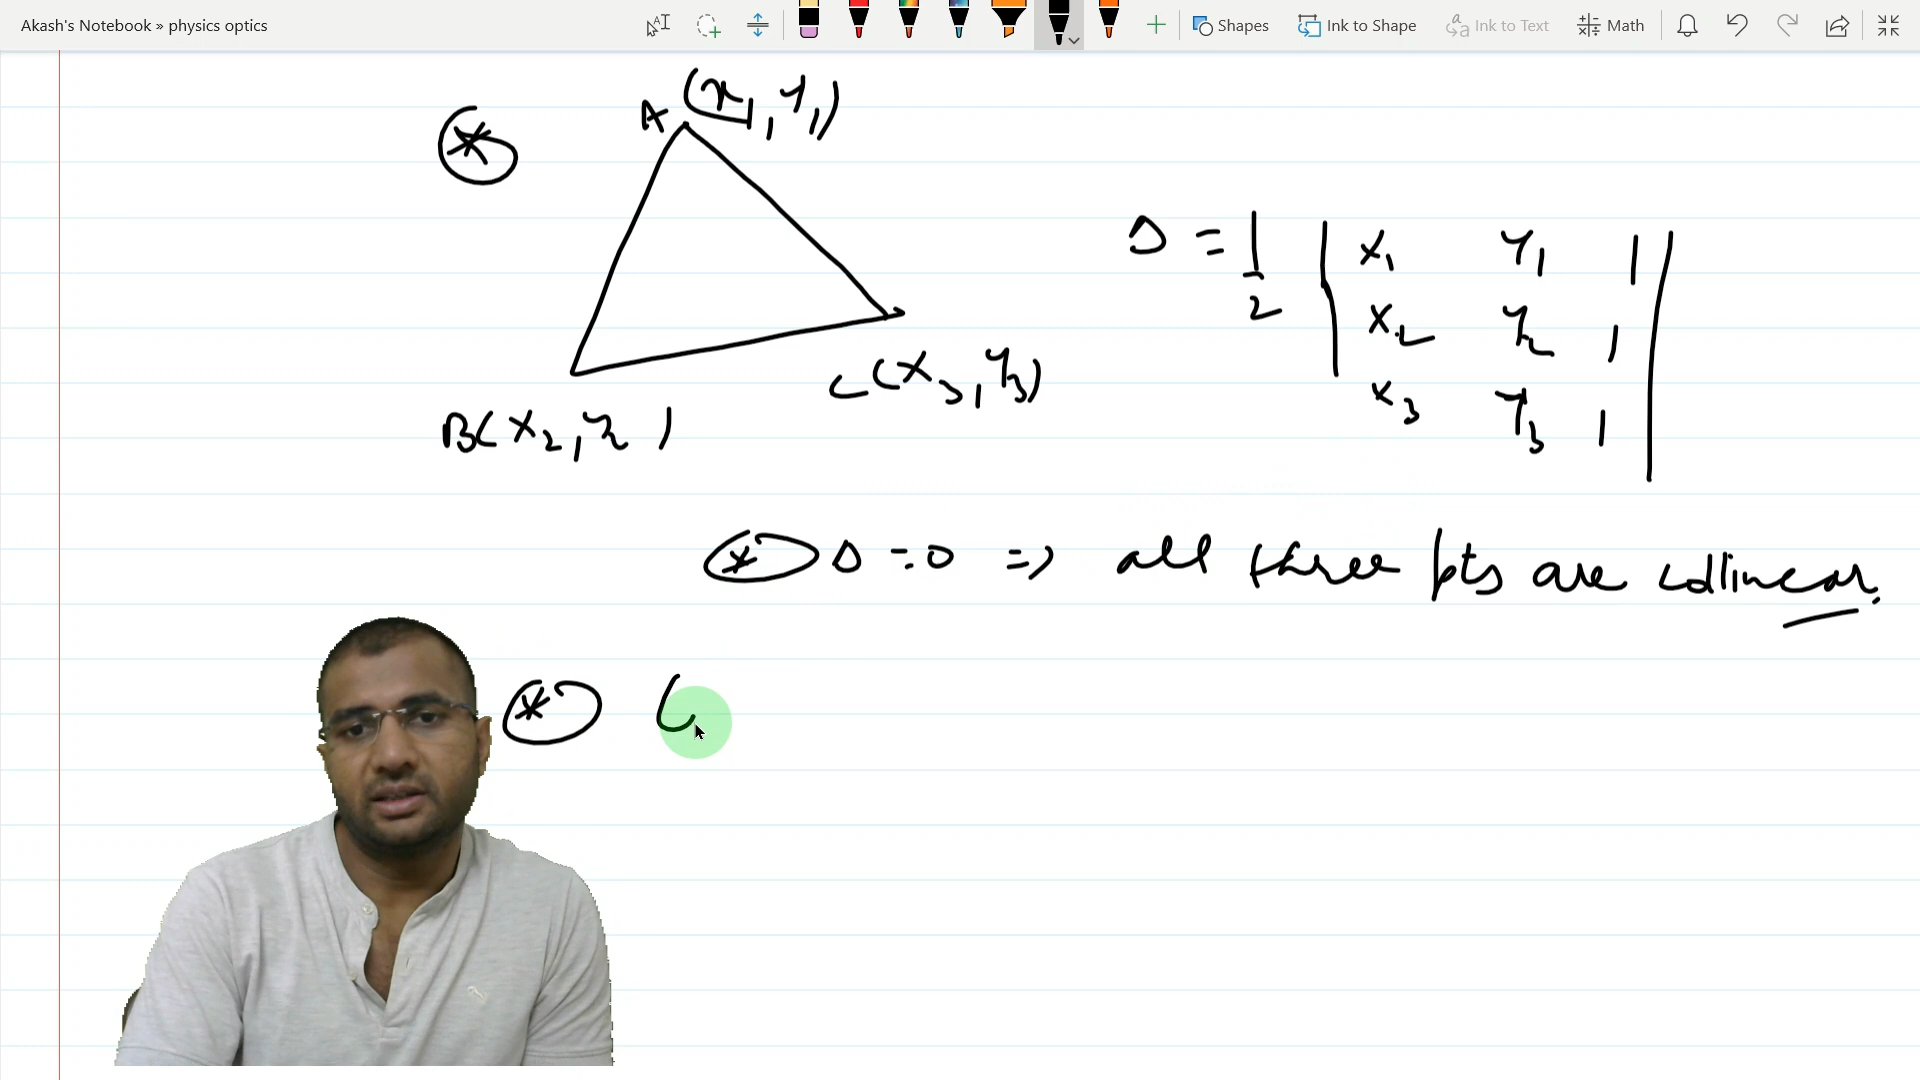 Akash's Notebook » physics optics
Shapes Ink to Shape Ink to Text Math
A (x1, y1)
Δ = 1/2 | x1 y1 1 |
x2 y2 1
x3 y3 1
C(x3, y3)
B(x2, y2)
* Δ = 0 => all three pts are collinear.
*